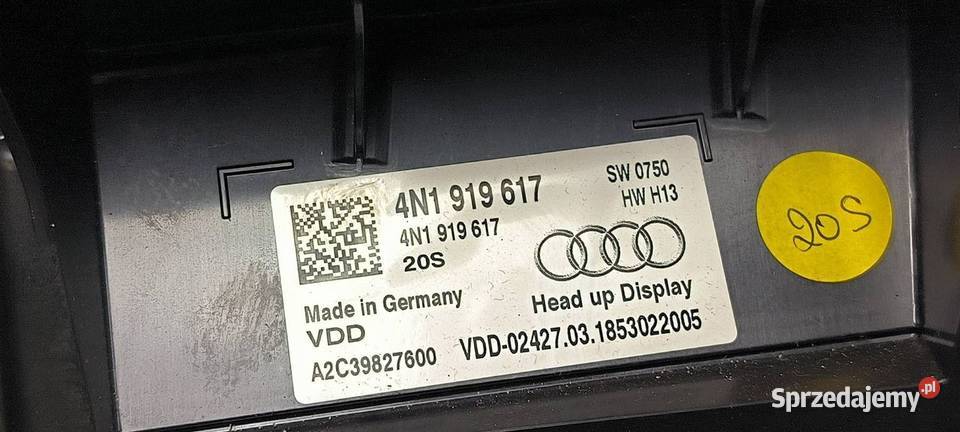 4N1 919 617
SW 0750
HW H13
4N1 919 617
20S
Made in Germany
Head up Display
VDD
A2C39827600
VDD-02427.03.1853022005
20S
Sprzedajemy.pl